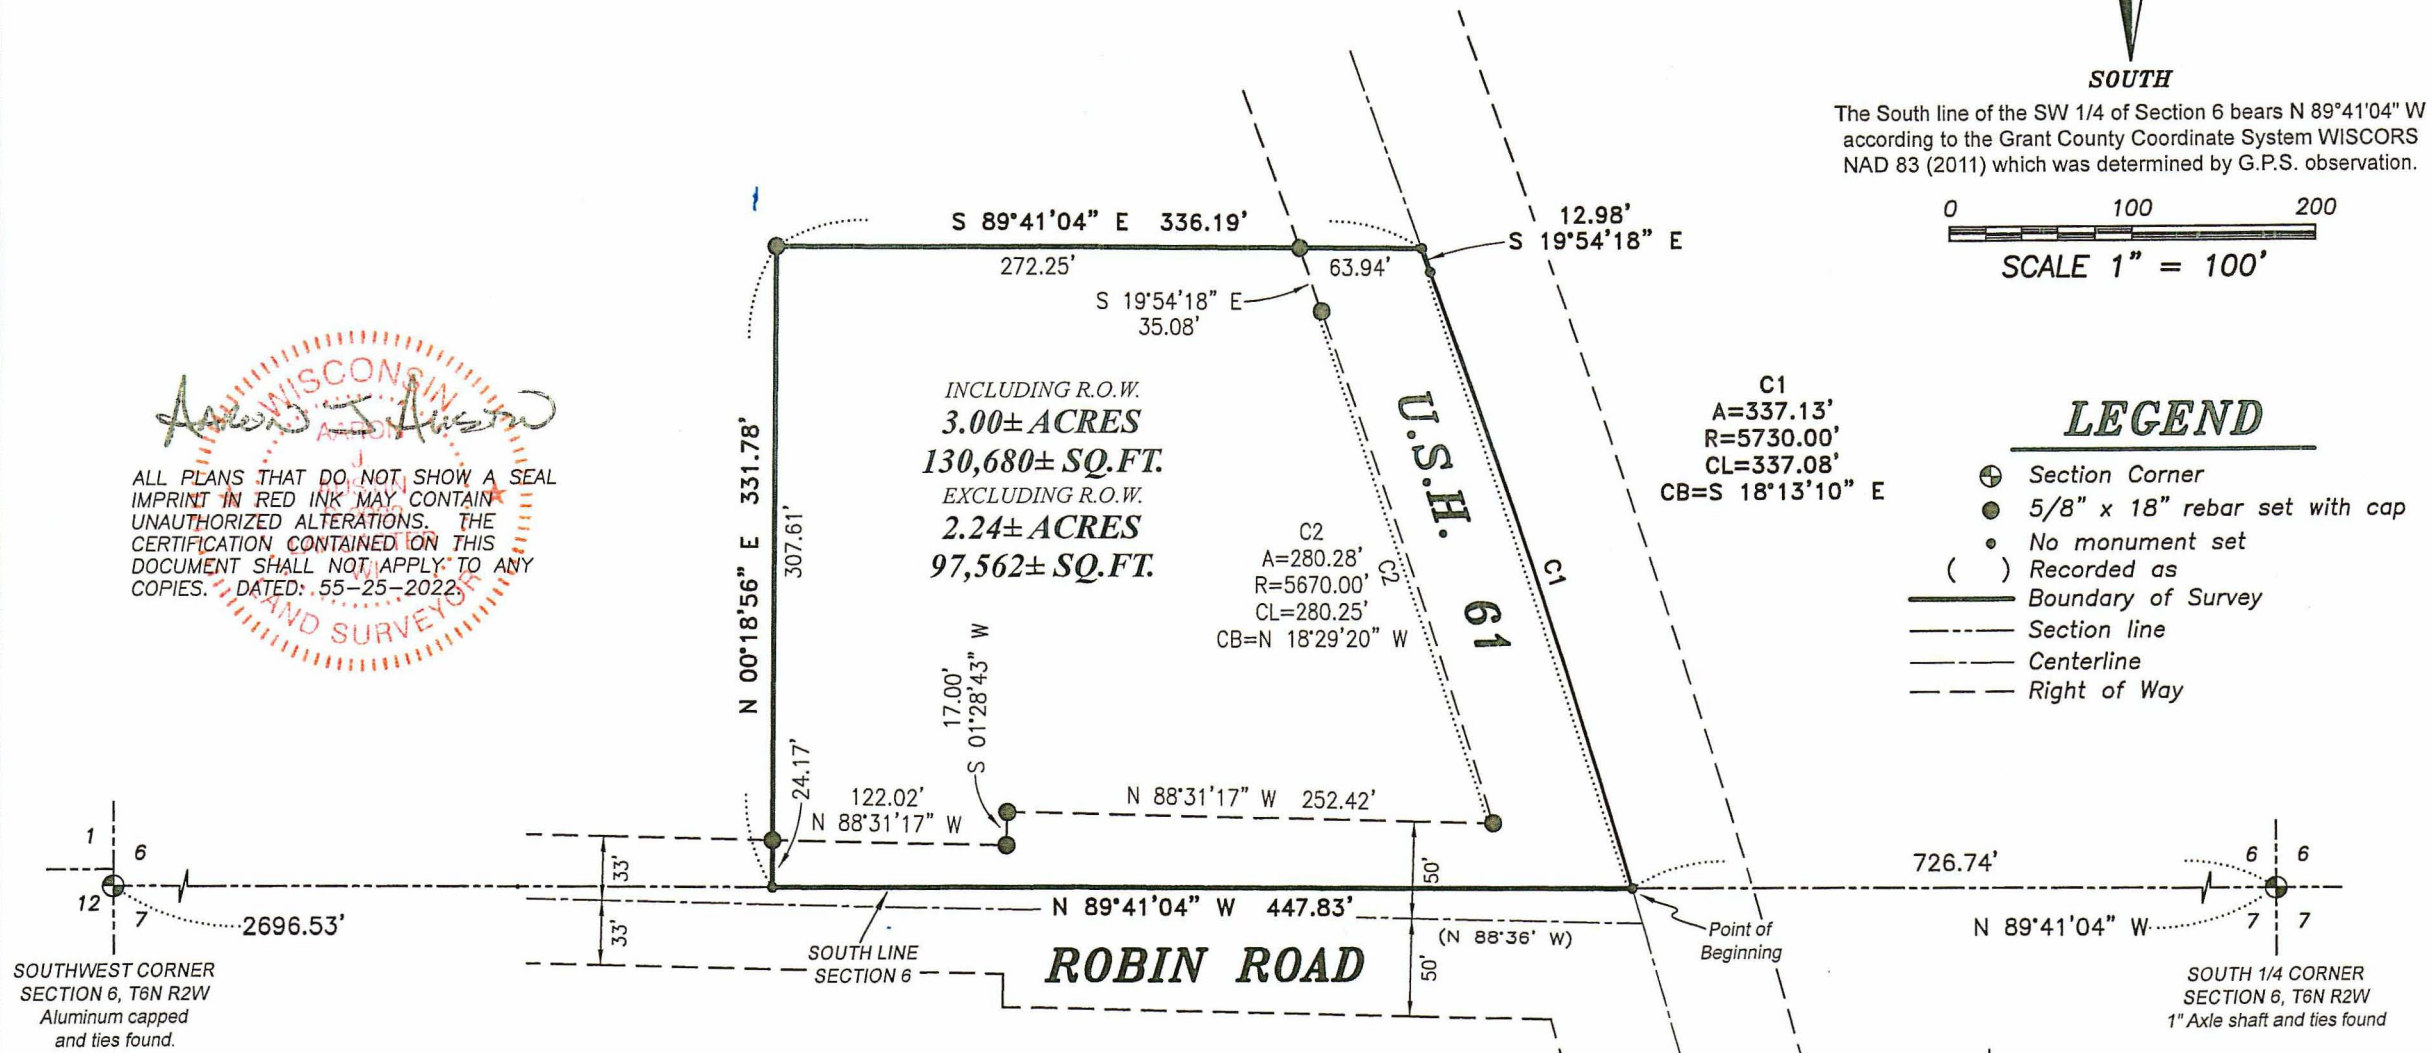 SOUTH
The South line of the SW 1/4 of Section 6 bears N 89°41'04" W
according to the Grant County Coordinate System WISCORS
NAD 83 (2011) which was determined by G.P.S. observation.
0 100 200
SCALE 1" = 100'
S 89°41'04" E 336.19'
272.25'
63.94'
12.98'
S 19°54'18" E
S 19°54'18" E
35.08'
INCLUDING R.O.W.
3.00± ACRES
130,680± SQ.FT.
EXCLUDING R.O.W.
2.24± ACRES
97,562± SQ.FT.
N 00°18'56" E 331.78'
307.61'
24.17'
U.S.H. 61
C1
C2
C1
A=337.13'
R=5730.00'
CL=337.08'
CB=S 18°13'10" E
C2
A=280.28'
R=5670.00'
CL=280.25'
CB=N 18°29'20" W
LEGEND
Section Corner
5/8" x 18" rebar set with cap
No monument set
( ) Recorded as
Boundary of Survey
Section line
Centerline
Right of Way
Aaron J Austin
WISCONSIN
AARON
J
AUSTIN
LANCASTER
WI
LAND SURVEYOR
ALL PLANS THAT DO NOT SHOW A SEAL
IMPRINT IN RED INK MAY CONTAIN
UNAUTHORIZED ALTERATIONS. THE
CERTIFICATION CONTAINED ON THIS
DOCUMENT SHALL NOT APPLY TO ANY
COPIES. DATED: 55-25-2022
17.00'
S 01°28'43" W
122.02'
N 88°31'17" W
N 88°31'17" W 252.42'
33'
33'
50'
50'
1 6
12 7
2696.53'
SOUTHWEST CORNER
SECTION 6, T6N R2W
Aluminum capped
and ties found.
N 89°41'04" W 447.83'
(N 88°36' W)
SOUTH LINE
SECTION 6
ROBIN ROAD
Point of
Beginning
726.74'
N 89°41'04" W
6 6
7 7
SOUTH 1/4 CORNER
SECTION 6, T6N R2W
1" Axle shaft and ties found